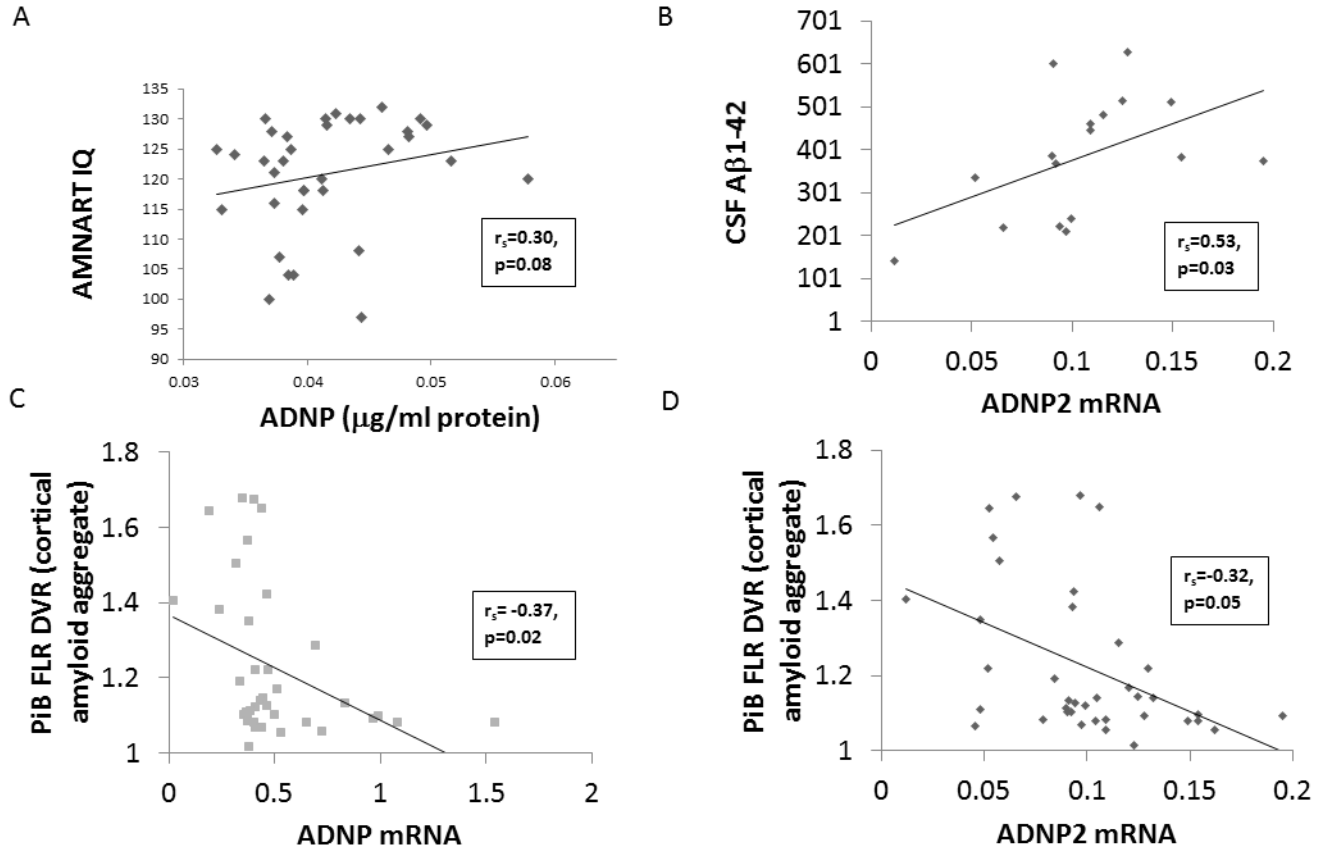 A
AMNART IQ
135
130
125
120
115
110
105
100
95
90
0.03
0.04
0.05
0.06
ADNP (μg/ml protein)
rs=0.30,
p=0.08
B
CSF Aβ1-42
701
601
501
401
301
201
101
1
0
0.05
0.1
0.15
0.2
ADNP2 mRNA
rs=0.53,
p=0.03
C
PiB FLR DVR (cortical
amyloid aggregate)
1.8
1.6
1.4
1.2
1
0
0.5
1
1.5
2
ADNP mRNA
rs= -0.37,
p=0.02
D
PiB FLR DVR (cortical
amyloid aggregate)
1.8
1.6
1.4
1.2
1
0
0.05
0.1
0.15
0.2
ADNP2 mRNA
rs=-0.32,
p=0.05